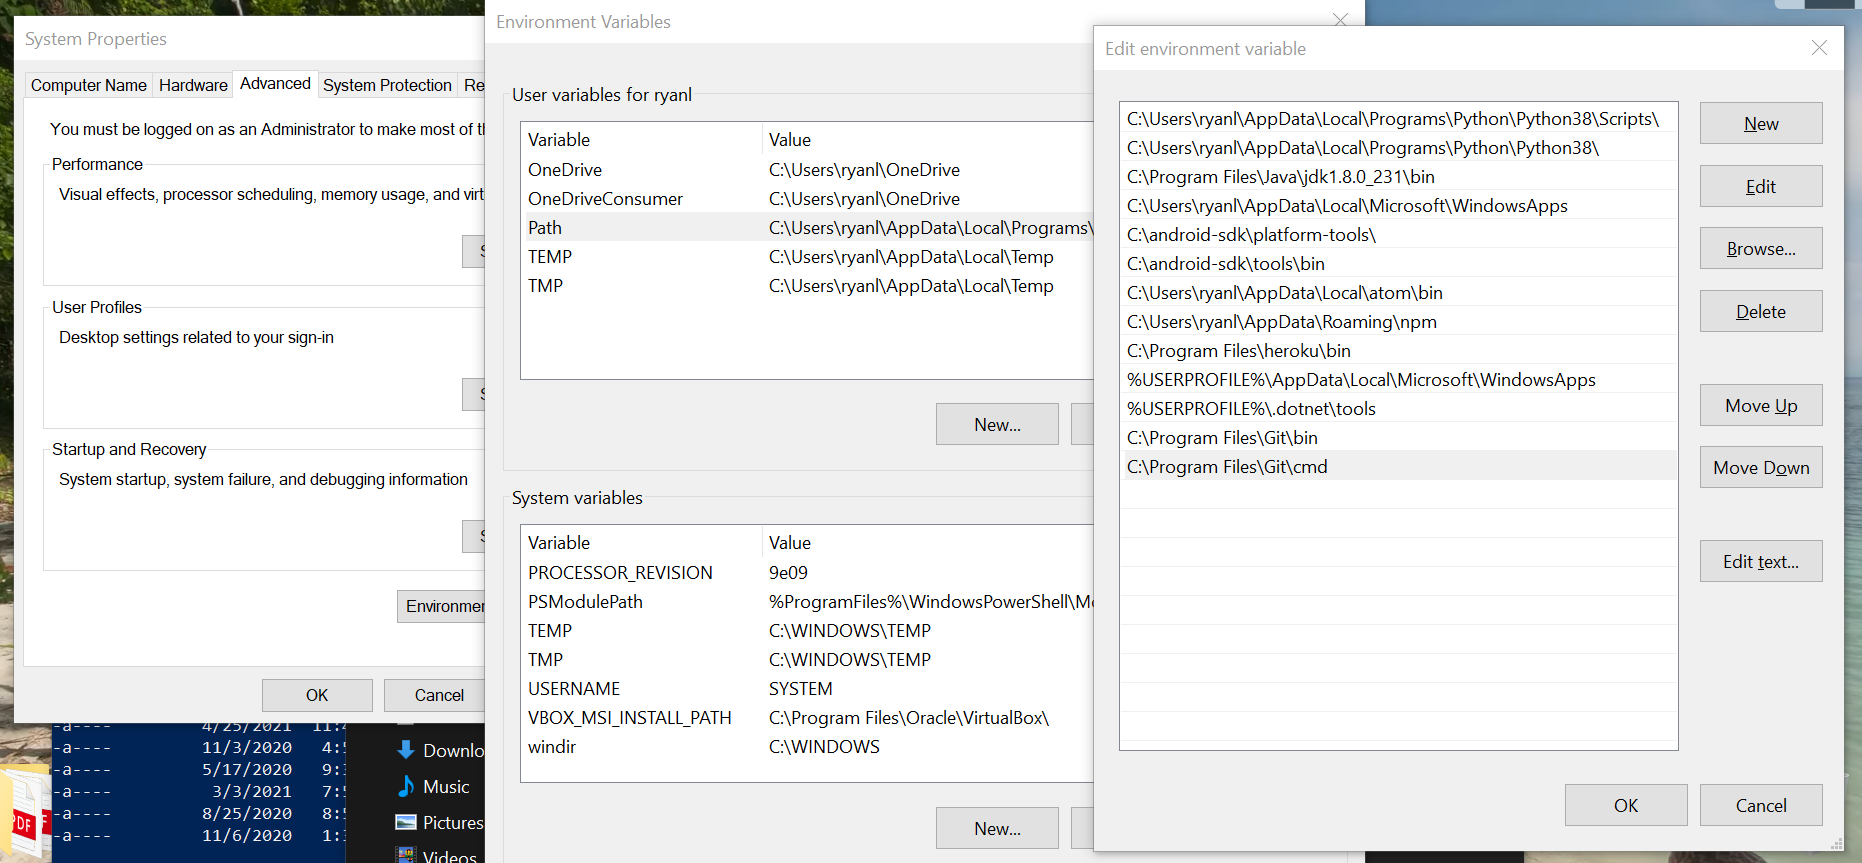 System Properties
Computer Name
Hardware
Advanced
System Protection
Re
You must be logged on as an Administrator to make most of th
Performance
Visual effects, processor scheduling, memory usage, and virt
S
User Profiles
Desktop settings related to your sign-in
S
Startup and Recovery
System startup, system failure, and debugging information
S
Environmen
OK
Cancel
-a---- 4/25/2021 11:4
-a---- 11/3/2020 4:5
-a---- 5/17/2020 9:
-a---- 3/3/2021 7:5
-a---- 8/25/2020 8:
-a---- 11/6/2020 1:
PDF
Downlo
Music
Pictures
Videos
Environment Variables
User variables for ryanl
Variable Value
OneDrive C:\Users\ryanl\OneDrive
OneDriveConsumer C:\Users\ryanl\OneDrive
Path C:\Users\ryanl\AppData\Local\Programs\
TEMP C:\Users\ryanl\AppData\Local\Temp
TMP C:\Users\ryanl\AppData\Local\Temp
New...
System variables
Variable Value
PROCESSOR_REVISION 9e09
PSModulePath %ProgramFiles%\WindowsPowerShell\Mo
TEMP C:\WINDOWS\TEMP
TMP C:\WINDOWS\TEMP
USERNAME SYSTEM
VBOX_MSI_INSTALL_PATH C:\Program Files\Oracle\VirtualBox\
windir C:\WINDOWS
New...
Edit environment variable
C:\Users\ryanl\AppData\Local\Programs\Python\Python38\Scripts\
C:\Users\ryanl\AppData\Local\Programs\Python\Python38\
C:\Program Files\Java\jdk1.8.0_231\bin
C:\Users\ryanl\AppData\Local\Microsoft\WindowsApps
C:\android-sdk\platform-tools\
C:\android-sdk\tools\bin
C:\Users\ryanl\AppData\Local\atom\bin
C:\Users\ryanl\AppData\Roaming\npm
C:\Program Files\heroku\bin
%USERPROFILE%\AppData\Local\Microsoft\WindowsApps
%USERPROFILE%\.dotnet\tools
C:\Program Files\Git\bin
C:\Program Files\Git\cmd
New
Edit
Browse...
Delete
Move Up
Move Down
Edit text...
OK
Cancel